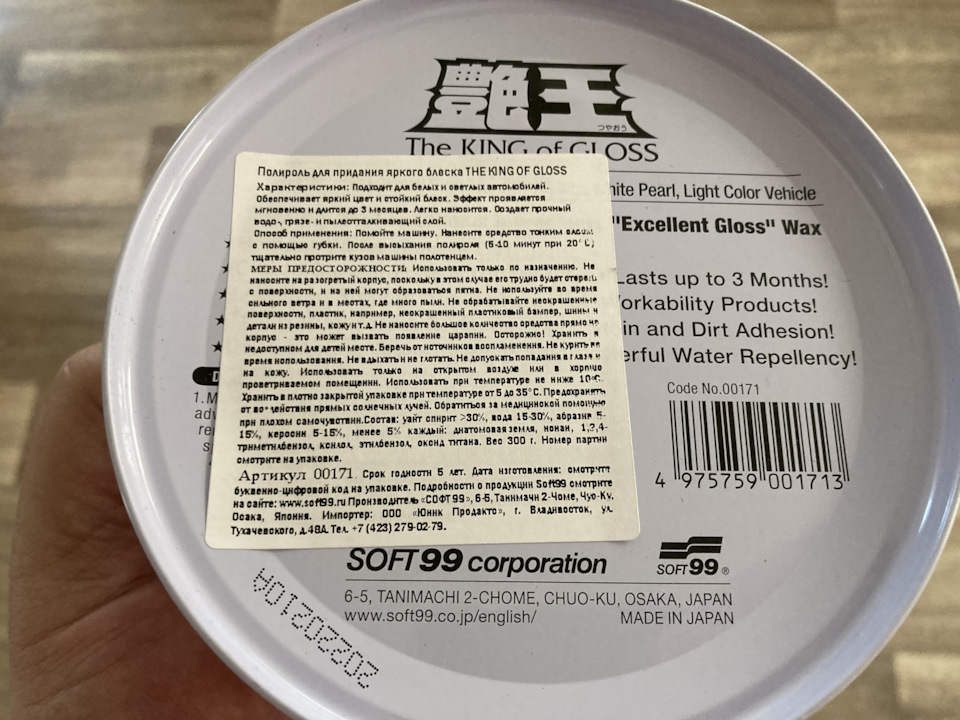 艶王
つやおう
The KING of GLOSS
hite Pearl, Light Color Vehicle
"Excellent Gloss" Wax
Lasts up to 3 Months!
orkability Products!
in and Dirt Adhesion!
erful Water Repellency!
Code No.00171
4 975759 001713
Полироль для придания яркого блеска THE KING OF GLOSS
Характеристики: Подходит для белых и светлых автомобилей.
Обеспечивает яркий цвет и стойкий блеск. Эффект проявляется
мгновенно и длится до 3 месяцев. Легко наносится. Создает прочный
водо-, грязе- и пылеотталкивающий слой.
Способ применения: Помойте машину. Нанесите средство тонким слоем
с помощью губки. После высыхания полироля (5-10 минут при 20°C)
тщательно протрите кузов машины полотенцем.
МЕРЫ ПРЕДОСТОРОЖНОСТИ: Использовать только по назначению. Не
наносите на разогретый корпус, поскольку в этом случае его трудно будет стереть
с поверхности, и на ней могут образоваться пятна. Не используйте во время
сильного ветра и в местах, где много пыли. Не обрабатывайте неокрашенные
поверхности, пластик, например, неокрашенный пластиковый бампер, шины и
детали из резины, кожу и т.д. Не наносите большое количество средства прямо на
корпус - это может вызвать появление царапин. Осторожно! Хранить в
недоступном для детей месте. Беречь от источников воспламенения. Не курить во
время использования. Не вдыхать и не глотать. Не допускать попадания в глаза и
на кожу. Использовать только на открытом воздухе или в хорошо
проветриваемом помещении. Использовать при температуре не ниже 10°C.
Хранить в плотно закрытой упаковке при температуре от 5 до 35°C. Предохранять
от воздействия прямых солнечных лучей. Обратиться за медицинской помощью
при плохом самочувствии.Состав: уайт спирит >30%, вода 15-30%, абразив 5-
15%, керосин 5-15%, менее 5% каждый: диатомовая земля, нонан, 1,2,4-
триметилбензол, ксилол, этилбензол, оксид титана. Вес 300 г. Номер партии
смотрите на упаковке.
Артикул 00171. Срок годности 5 лет. Дата изготовления: смотрите
буквенно-цифровой код на упаковке. Подробности о продукции Soft99 смотрите
на сайте: www.soft99.ru Производитель «СОФТ99», 6-5, Танимачи 2-Чоме, Чуо-Ку,
Осака, Япония. Импортер: ООО «Юник Продактс», г. Владивосток, ул.
Тухачевского, д.48А. Тел. +7 (423) 279-02-79.
SOFT99 corporation
SOFT99®
6-5, TANIMACHI 2-CHOME, CHUO-KU, OSAKA, JAPAN
www.soft99.co.jp/english/ MADE IN JAPAN
20220210A